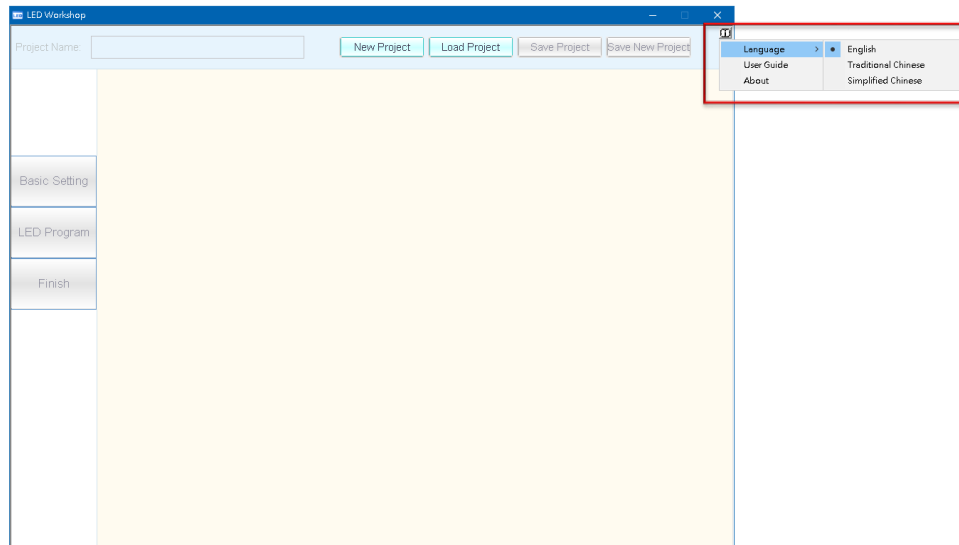 LED Workshop
Project Name:
New Project
Load Project
Save Project
Save New Project
Language
User Guide
About
English
Traditional Chinese
Simplified Chinese
Basic Setting
LED Program
Finish